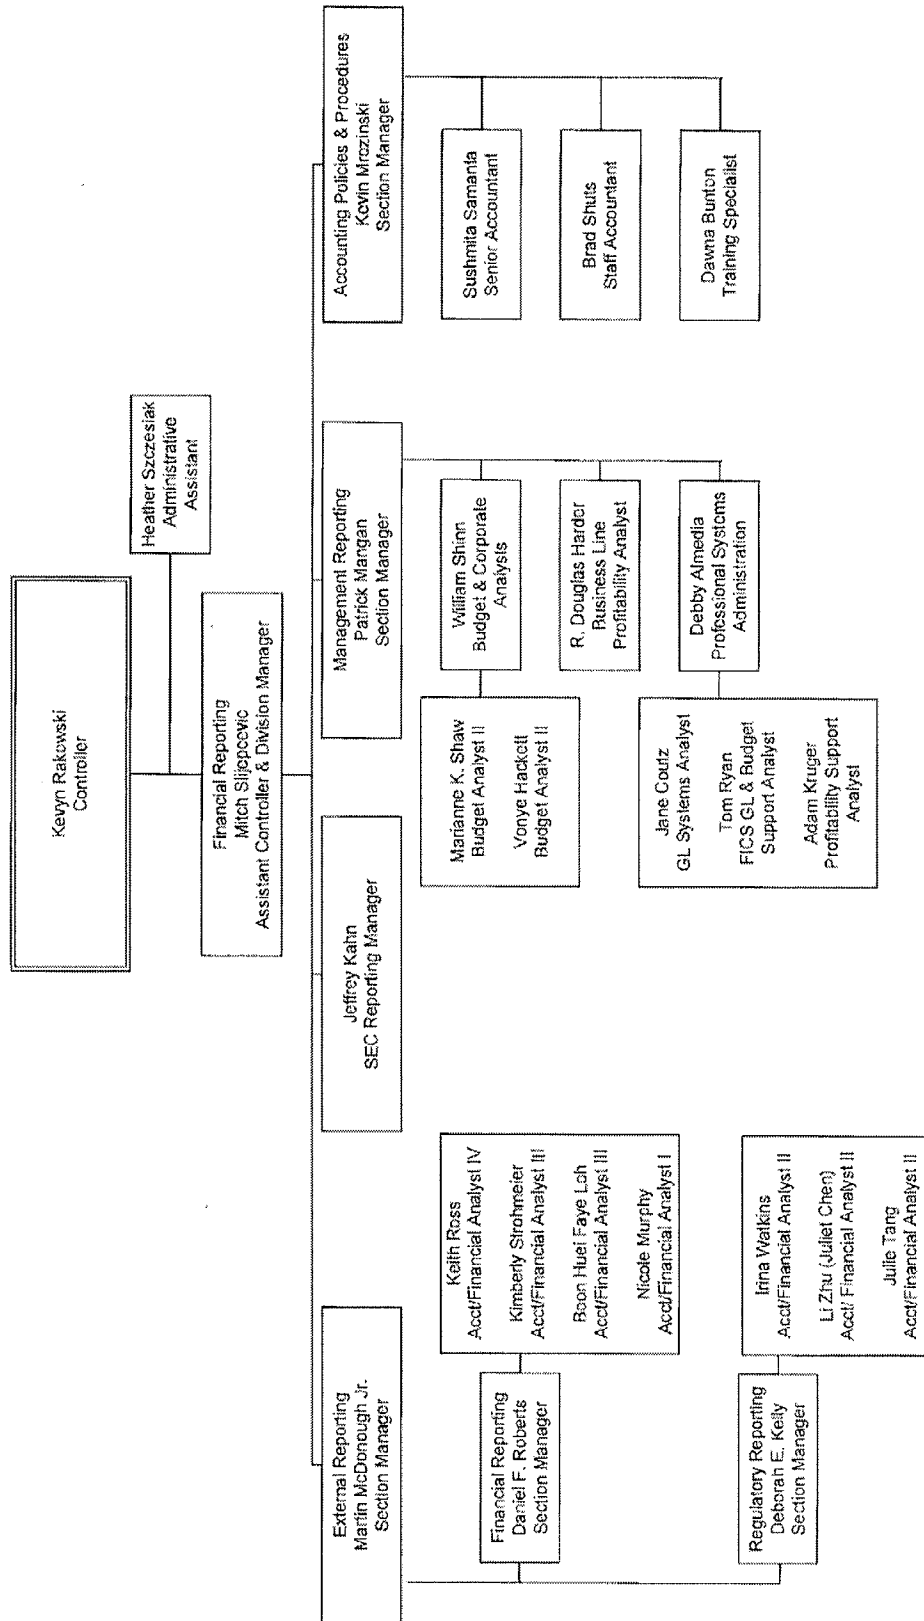 Kevyn Rakowski
Controller
Heather Szczesiak
Administrative
Assistant
Financial Reporting
Mitch Slijepcevic
Assistant Controller & Division Manager
External Reporting
Martin McDonough Jr.
Section Manager
Jeffrey Kahn
SEC Reporting Manager
Management Reporting
Patrick Mangan
Section Manager
Accounting Policies & Procedures
Kevin Mrozinski
Section Manager
Financial Reporting
Daniel F. Roberts
Section Manager
Keith Ross
Acct/Financial Analyst IV
Kimberly Strohmeier
Acct/Financial Analyst III
Boon Huei Faye Loh
Acct/Financial Analyst III
Nicole Murphy
Acct/Financial Analyst I
Regulatory Reporting
Deborah E. Kelly
Section Manager
Irina Watkins
Acct/Financial Analyst II
Li Zhu (Juliet Chen)
Acct/ Financial Analyst II
Julie Tang
Acct/Financial Analyst II
Marianne K. Shaw
Budget Analyst II
Vonye Hackett
Budget Analyst II
William Shinn
Budget & Corporate
Analysts
R. Douglas Harder
Business Line
Profitability Analyst
Jane Coutz
GL Systems Analyst
Tom Ryan
FICS GL & Budget
Support Analyst
Adam Kruger
Profitability Support
Analyst
Debby Almedia
Professional Systems
Administration
Sushmita Samanta
Senior Accountant
Brad Shuts
Staff Accountant
Dawna Bunton
Training Specialist